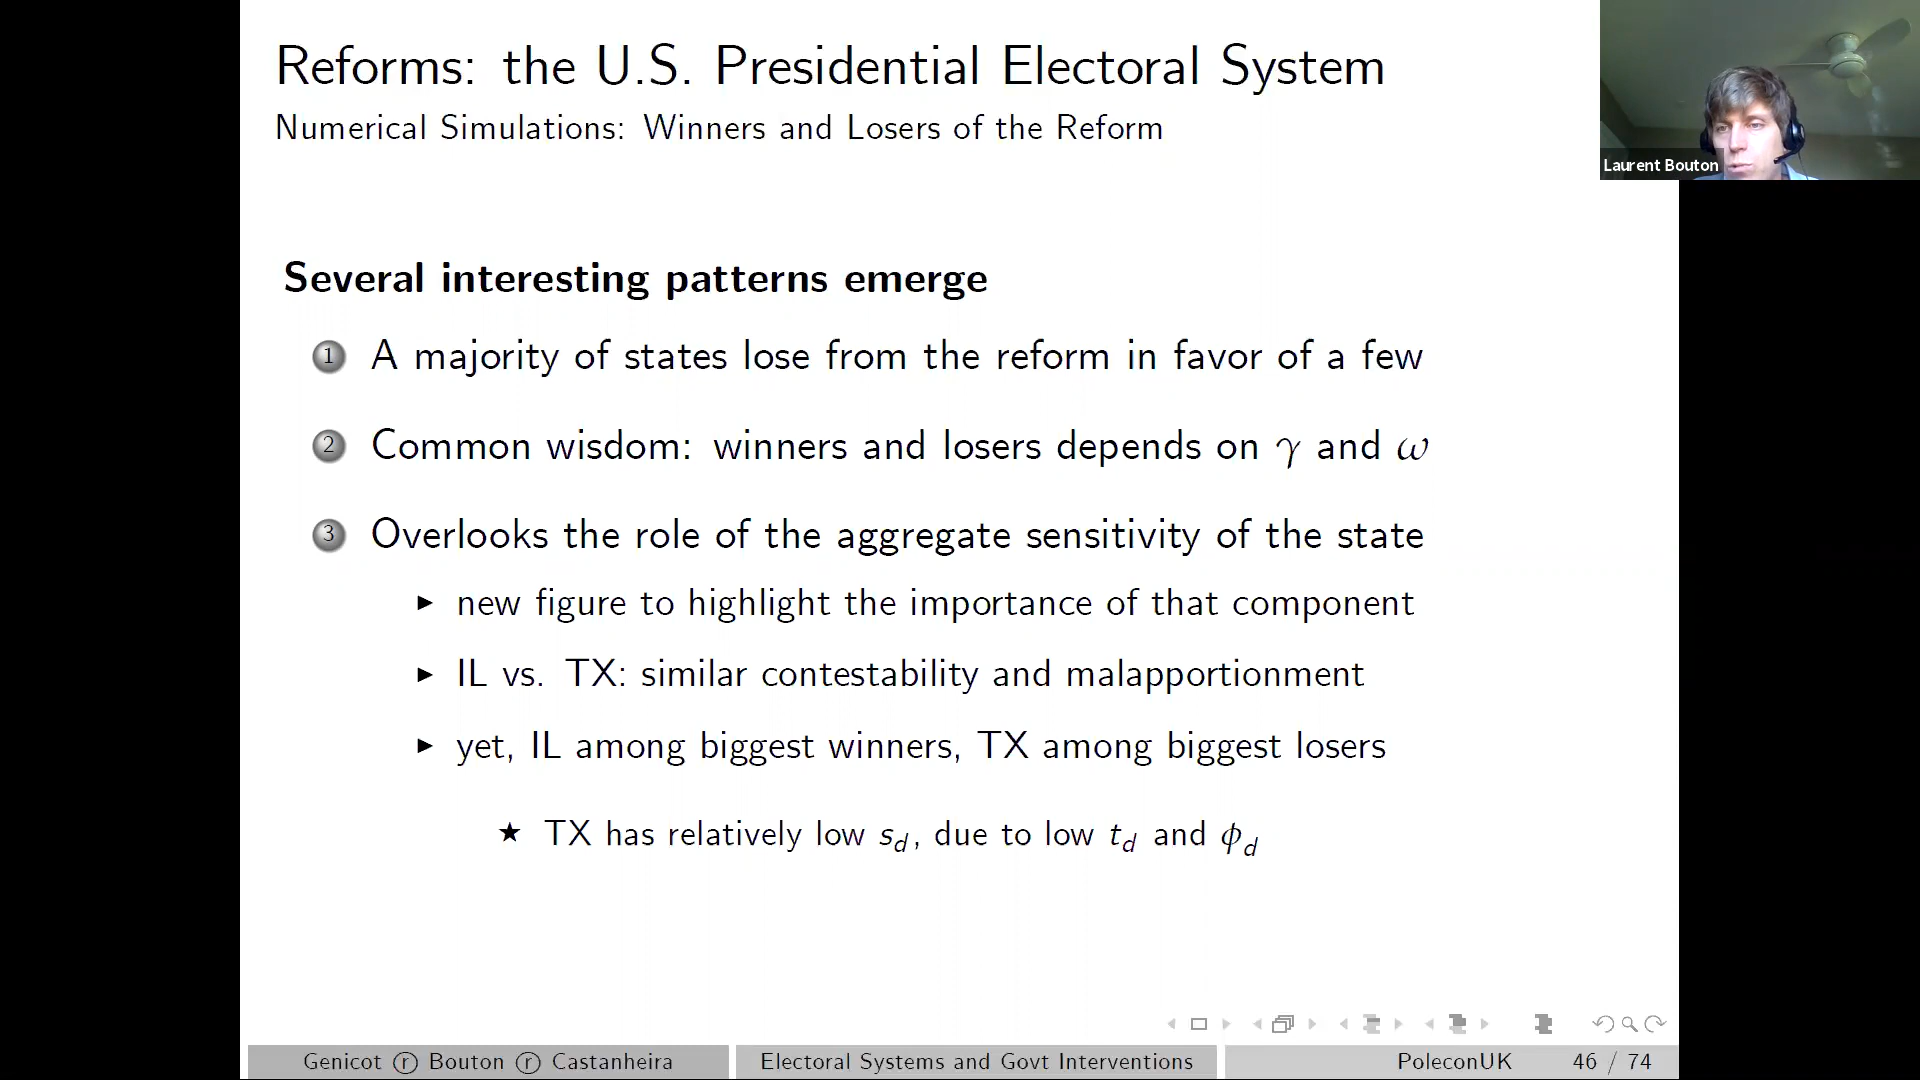 Reforms: the U.S. Presidential Electoral System
Numerical Simulations: Winners and Losers of the Reform
Laurent Bouton
Several interesting patterns emerge
1 A majority of states lose from the reform in favor of a few
2 Common wisdom: winners and losers depends on γ and ω
3 Overlooks the role of the aggregate sensitivity of the state
▶ new figure to highlight the importance of that component
▶ IL vs. TX: similar contestability and malapportionment
▶ yet, IL among biggest winners, TX among biggest losers
★ TX has relatively low s_d, due to low t_d and ϕ_d
Genicot ⓡ Bouton ⓡ Castanheira
Electoral Systems and Govt Interventions
PoleconUK 46 / 74